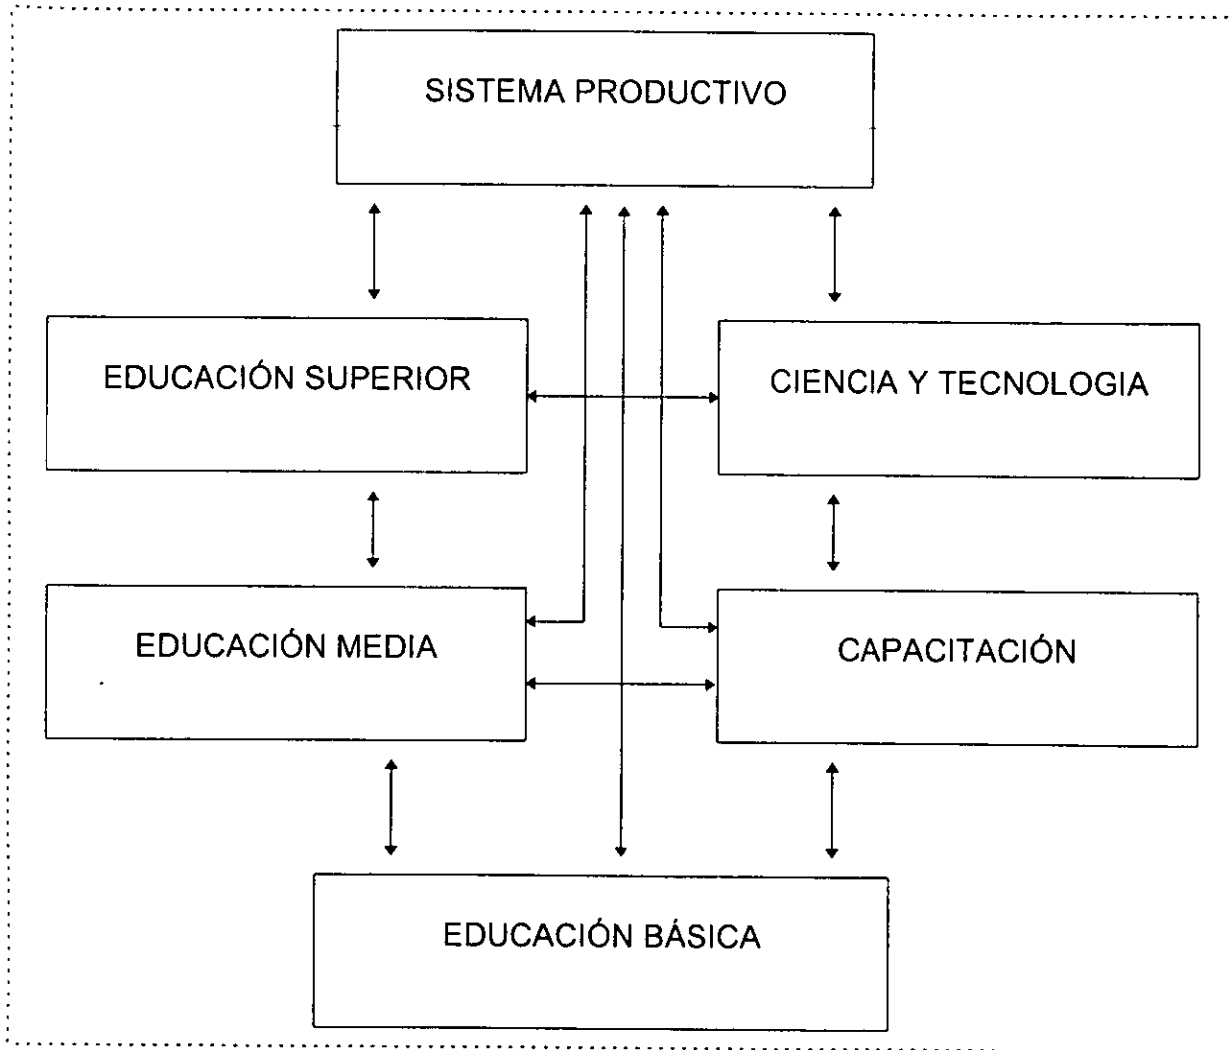 SISTEMA PRODUCTIVO
EDUCACIÓN SUPERIOR
CIENCIA Y TECNOLOGIA
EDUCACIÓN MEDIA
CAPACITACIÓN
EDUCACIÓN BÁSICA